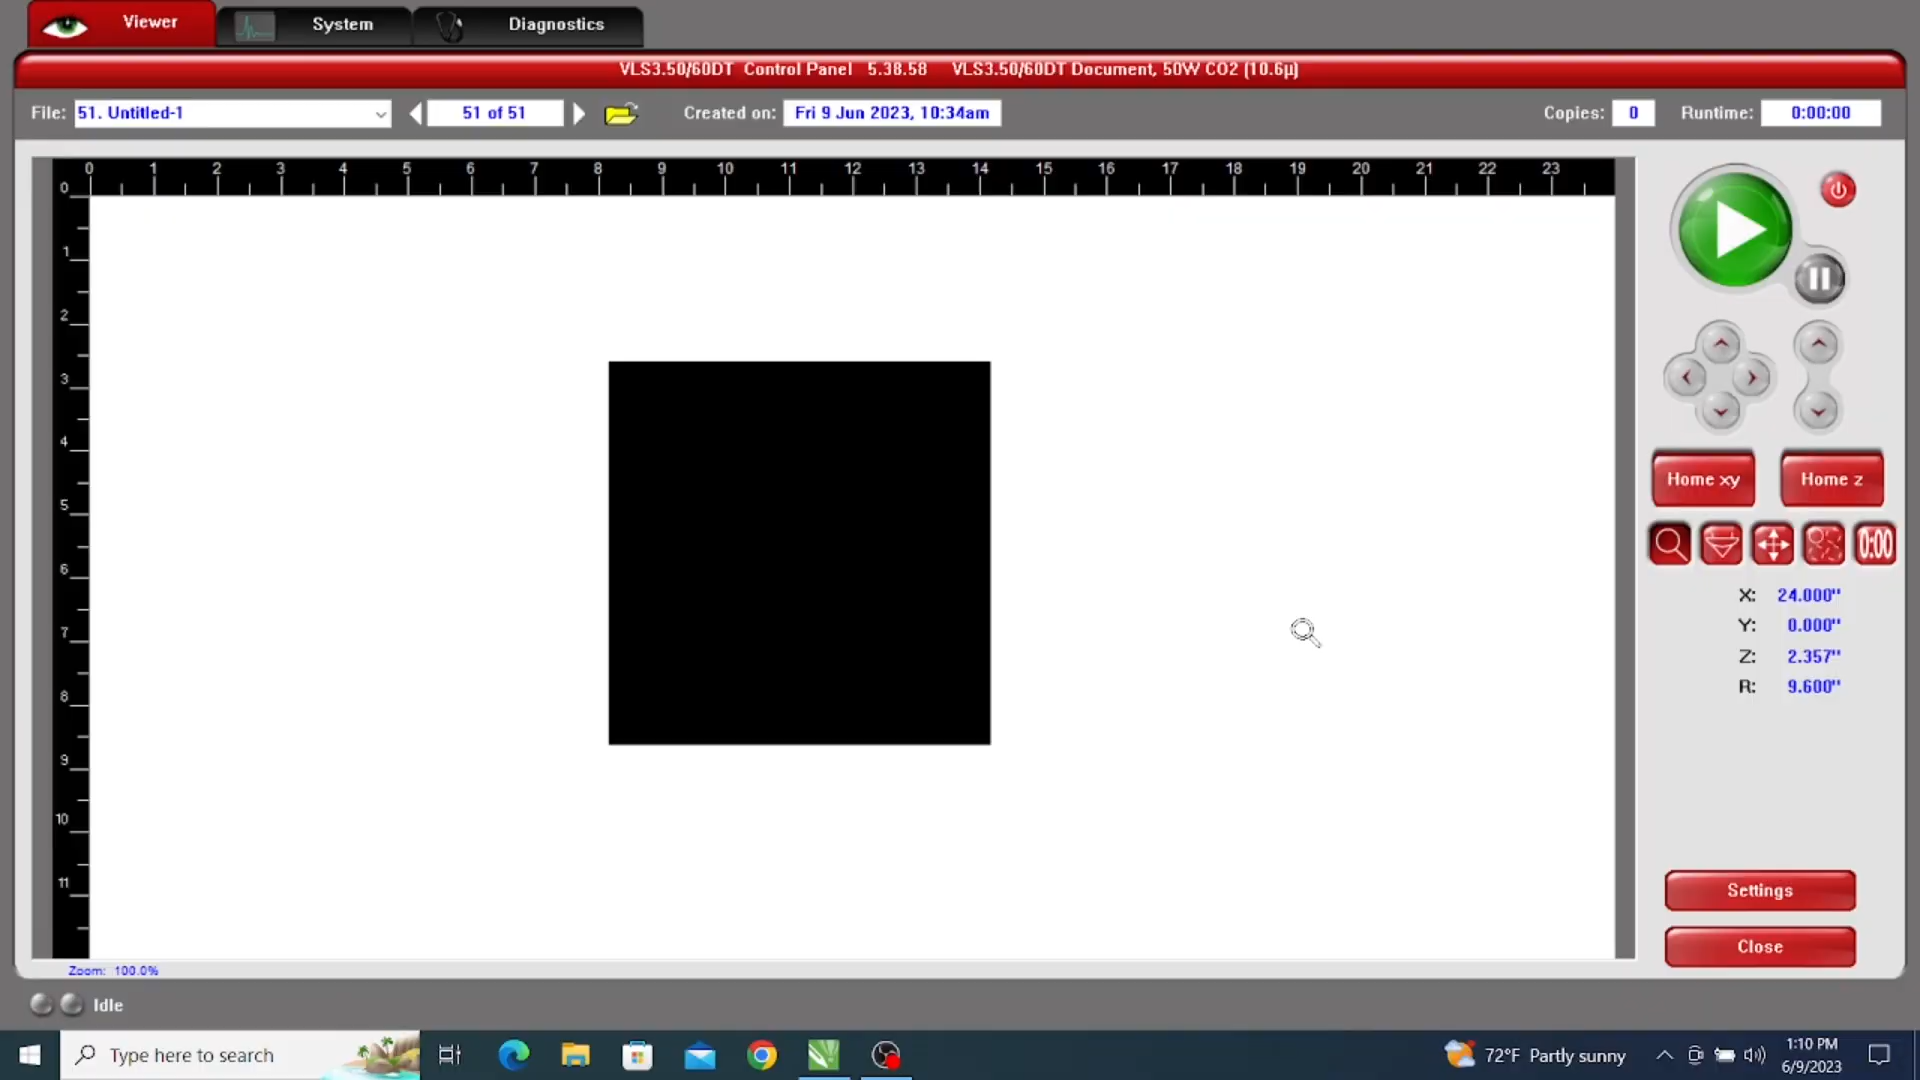 Viewer
System
Diagnostics
VLS3.50/60DT Control Panel 5.38.58 VLS3.50/60DT Document, 50W CO2 (10.6µ)
File: 51. Untitled-1 51 of 51 Created on: Fri 9 Jun 2023, 10:34am Copies: 0 Runtime: 0:00:00
0 1 2 3 4 5 6 7 8 9 10 11 12 13 14 15 16 17 18 19 20 21 22 23
0
1
2
3
4
5
6
7
8
9
10
11
Home xy Home z
0:00
X: 24.000"
Y: 0.000"
Z: 2.357"
R: 9.600"
Settings
Close
Zoom: 100.0%
Idle
Type here to search
72°F Partly sunny
1:10 PM
6/9/2023